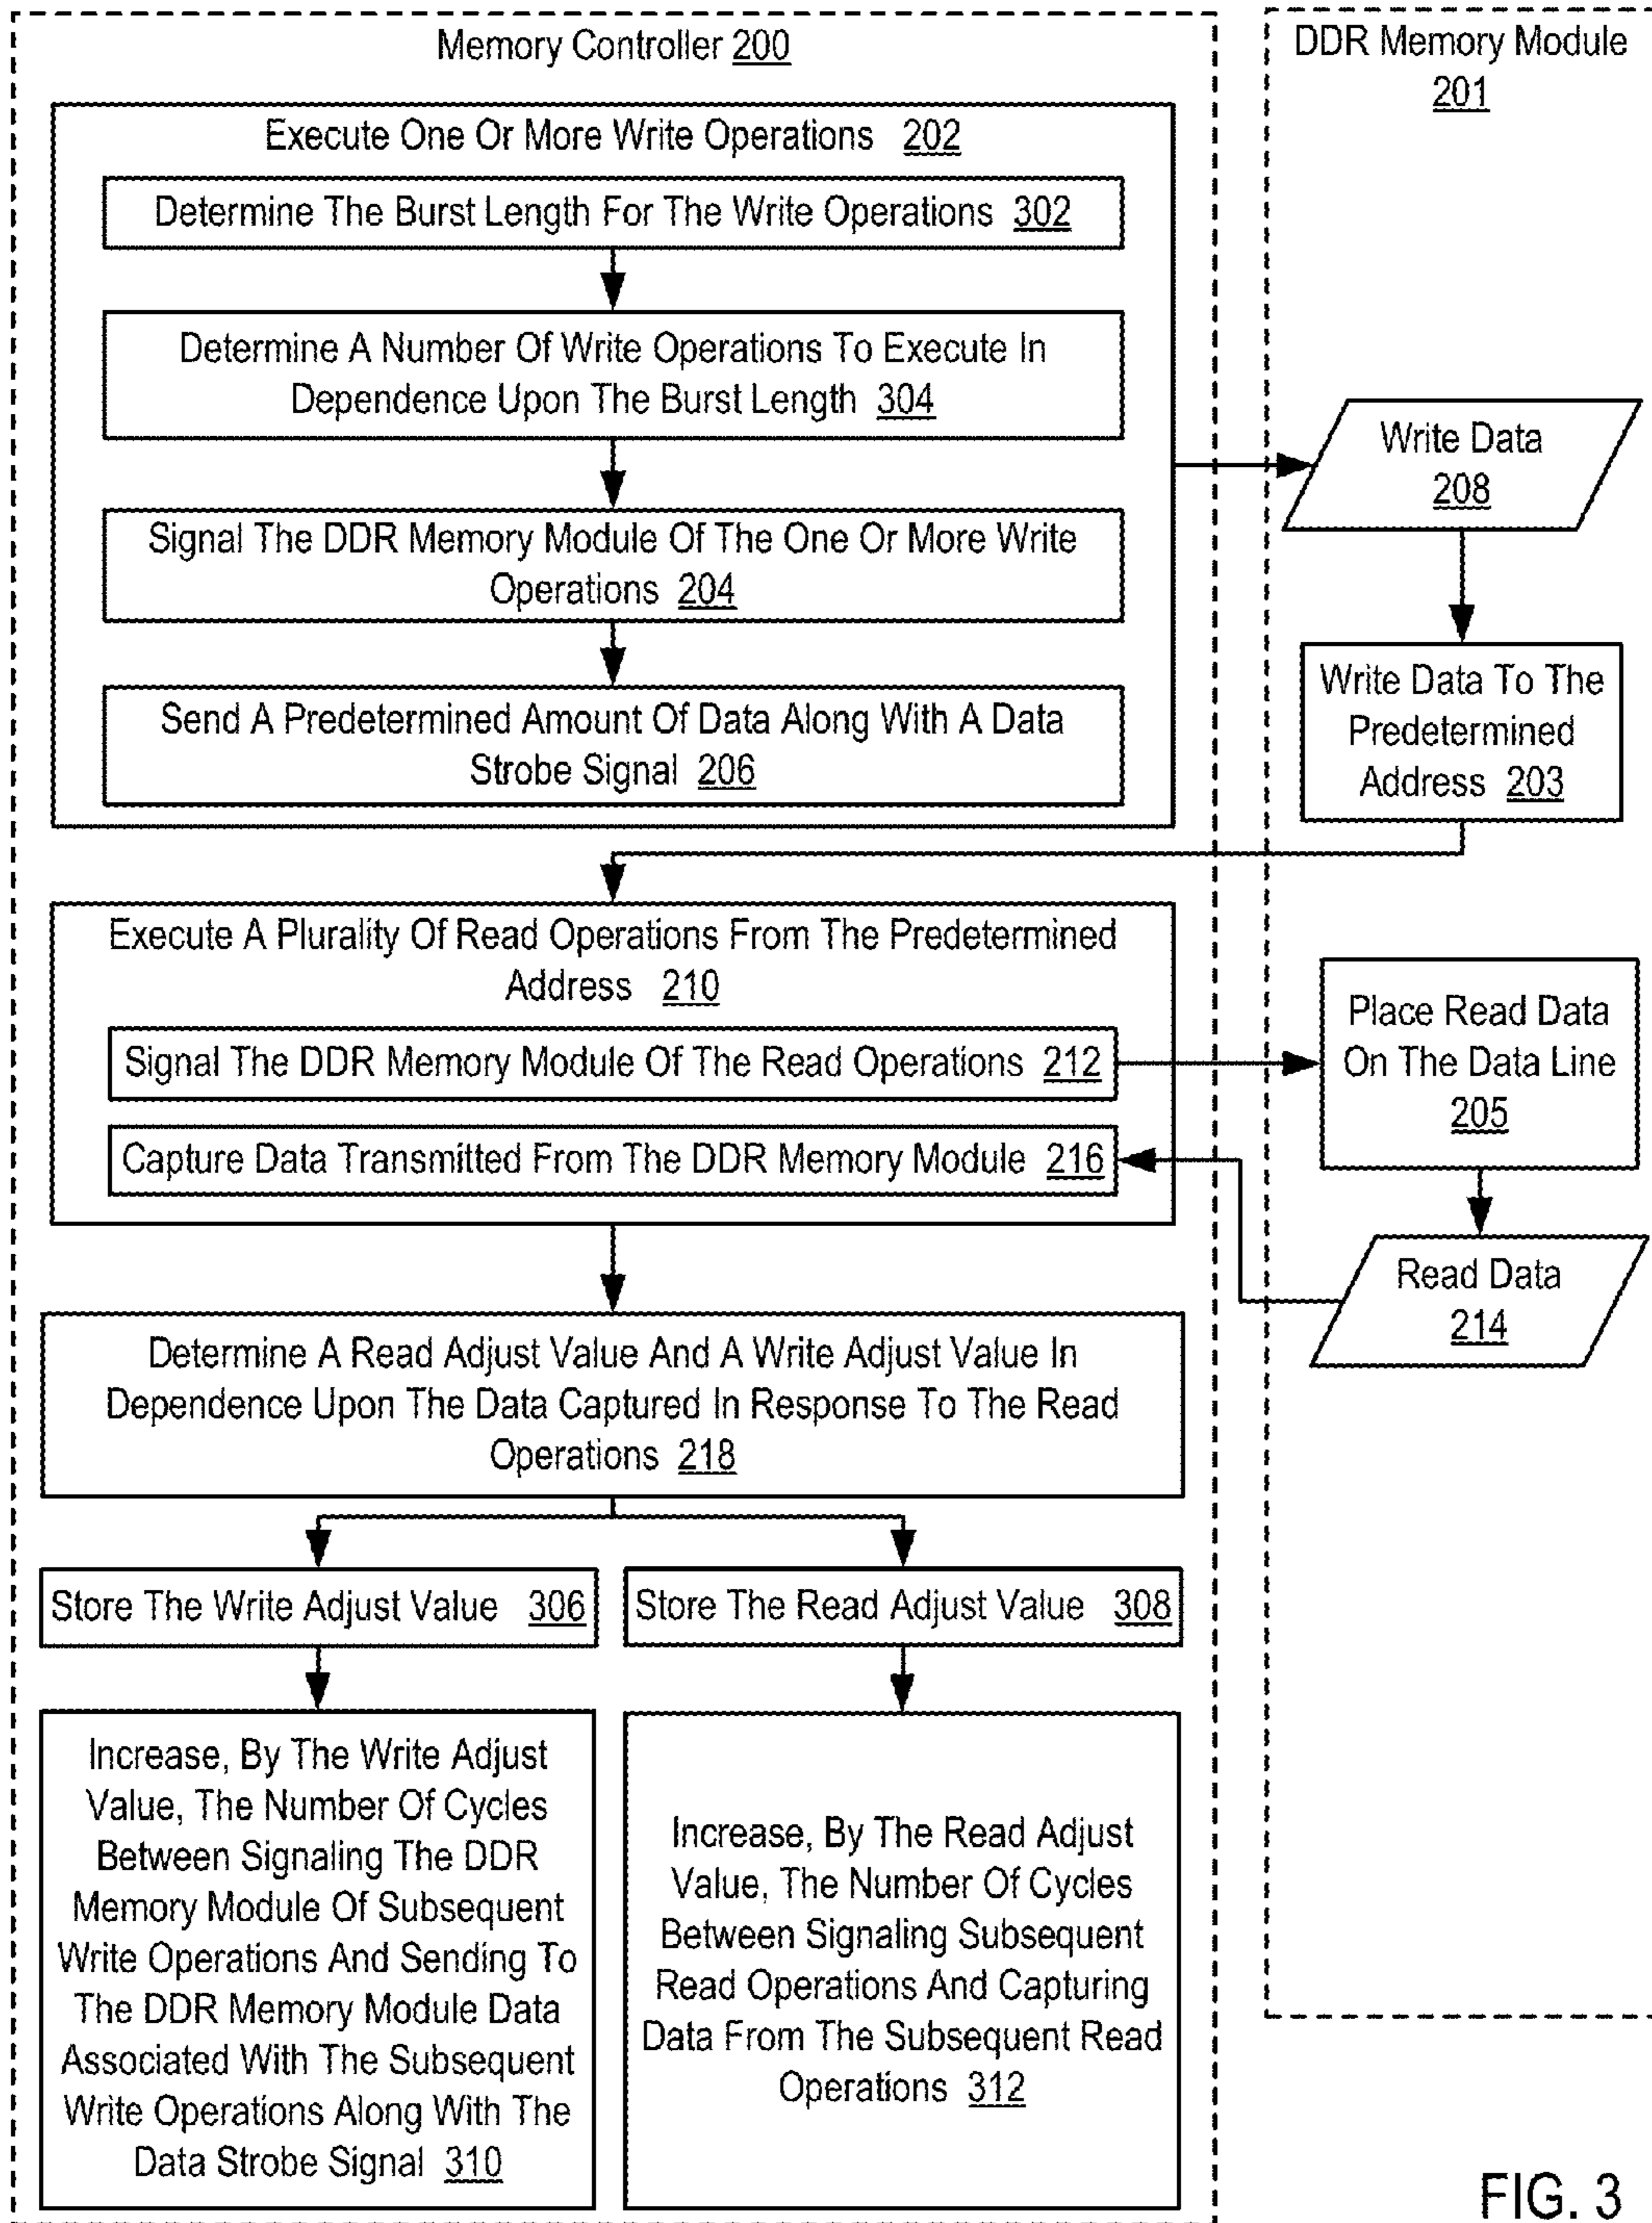 Memory Controller 200
Execute One Or More Write Operations 202
Determine The Burst Length For The Write Operations 302
Determine A Number Of Write Operations To Execute In
Dependence Upon The Burst Length 304
Signal The DDR Memory Module Of The One Or More Write
Operations 204
Send A Predetermined Amount Of Data Along With A Data
Strobe Signal 206
DDR Memory Module
201
Write Data
208
Write Data To The
Predetermined
Address 203
Execute A Plurality Of Read Operations From The Predetermined
Address 210
Signal The DDR Memory Module Of The Read Operations 212
Capture Data Transmitted From The DDR Memory Module 216
Place Read Data
On The Data Line
205
Read Data
214
Determine A Read Adjust Value And A Write Adjust Value In
Dependence Upon The Data Captured In Response To The Read
Operations 218
Store The Write Adjust Value 306
Store The Read Adjust Value 308
Increase, By The Write Adjust
Value, The Number Of Cycles
Between Signaling The DDR
Memory Module Of Subsequent
Write Operations And Sending To
The DDR Memory Module Data
Associated With The Subsequent
Write Operations Along With The
Data Strobe Signal 310
Increase, By The Read Adjust
Value, The Number Of Cycles
Between Signaling Subsequent
Read Operations And Capturing
Data From The Subsequent Read
Operations 312
FIG. 3